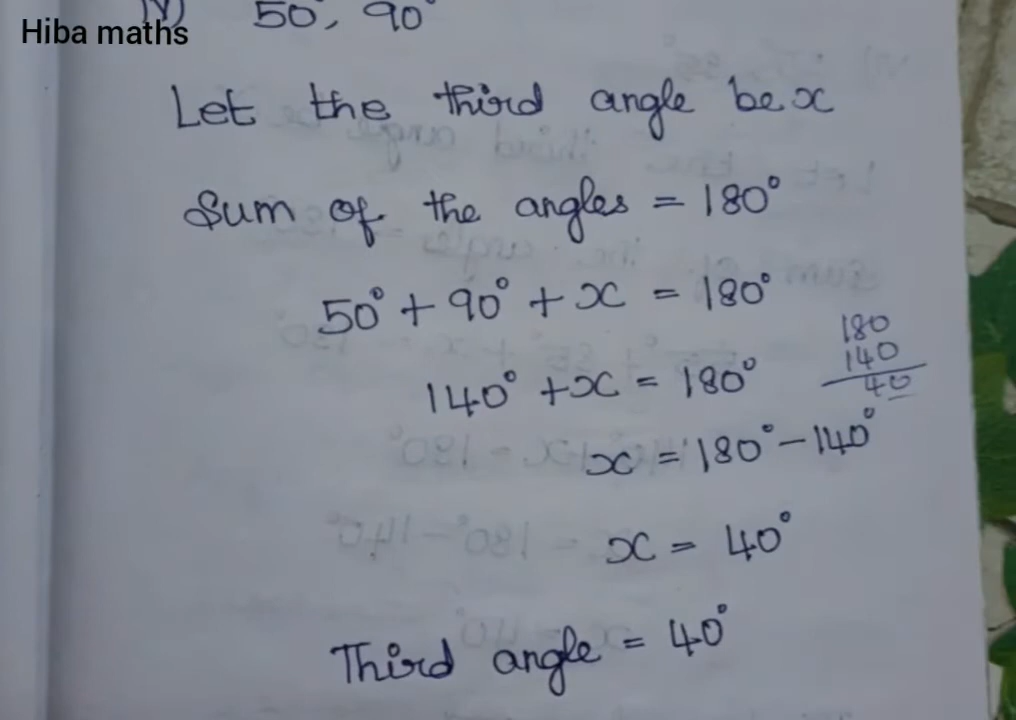 Hiba maths
50°, 90°
Let the third angle be x
Sum of the angles = 180°
50° + 90° + x = 180°
140° + x = 180°
180
140
40
x = 180° - 140°
x = 40°
Third angle = 40°